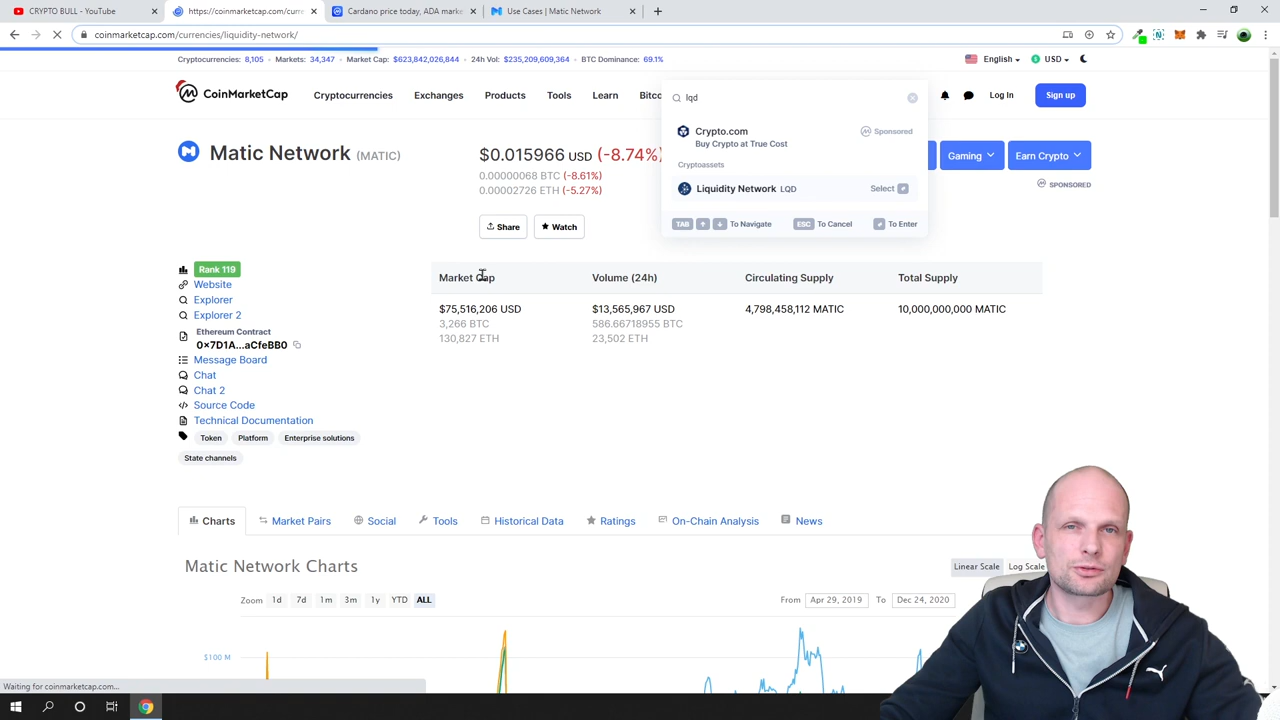 CRYPTO BULL - YouTube
https://coinmarketcap.com/curre
Cardano price today, ADA marke
Use Cases | Matic Network
coinmarketcap.com/currencies/liquidity-network/
Cryptocurrencies: 8,105 Markets: 34,347 Market Cap: $623,842,026,844 24h Vol: $235,209,609,364 BTC Dominance: 69.1%
English
USD
CoinMarketCap
Cryptocurrencies
Exchanges
Products
Tools
Learn
Bitco
Log In
Sign up
lqd
Crypto.com
Buy Crypto at True Cost
Sponsored
Cryptoassets
Liquidity Network LQD
Select
TAB To Navigate
ESC To Cancel
To Enter
Matic Network (MATIC)
$0.015966 USD (-8.74%)
0.00000068 BTC (-8.61%)
0.00002726 ETH (-5.27%)
Gaming
Earn Crypto
SPONSORED
Share
Watch
Rank 119
Website
Explorer
Explorer 2
Ethereum Contract
0x7D1A...aCfeBB0
Message Board
Chat
Chat 2
Source Code
Technical Documentation
Token
Platform
Enterprise solutions
State channels
Market Cap
Volume (24h)
Circulating Supply
Total Supply
$75,516,206 USD
$13,565,967 USD
4,798,458,112 MATIC
10,000,000,000 MATIC
3,266 BTC
586.66718955 BTC
130,827 ETH
23,502 ETH
Charts
Market Pairs
Social
Tools
Historical Data
Ratings
On-Chain Analysis
News
Matic Network Charts
Linear Scale
Log Scale
Zoom 1d 7d 1m 3m 1y YTD ALL
From Apr 29, 2019 To Dec 24, 2020
$100 M
Waiting for coinmarketcap.com...